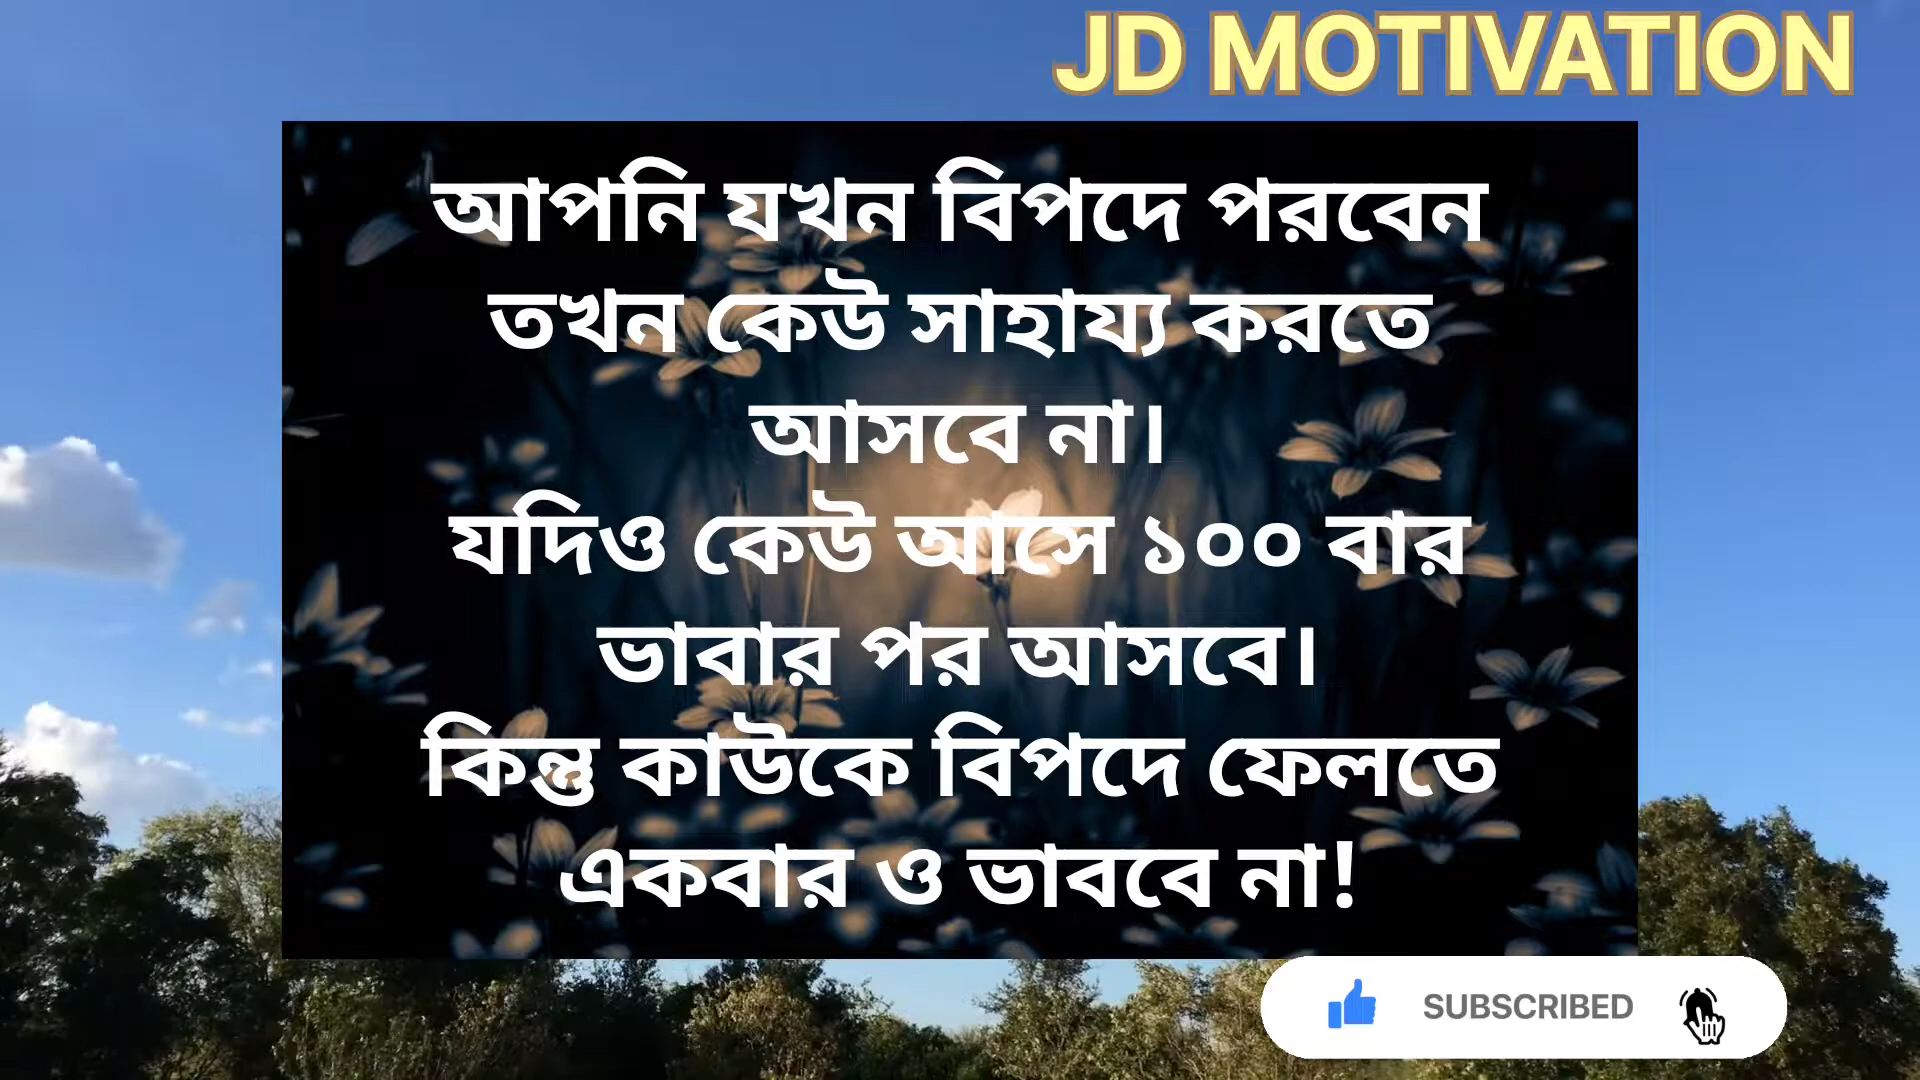 JD MOTIVATION
আপনি যখন বিপদে পরবেন
তখন কেউ সাহায্য করতে
আসবে না।
যদিও কেউ আসে ১০০ বার
ভাবার পর আসবে।
কিন্তু কাউকে বিপদে ফেলতে
একবার ও ভাববে না!
SUBSCRIBED